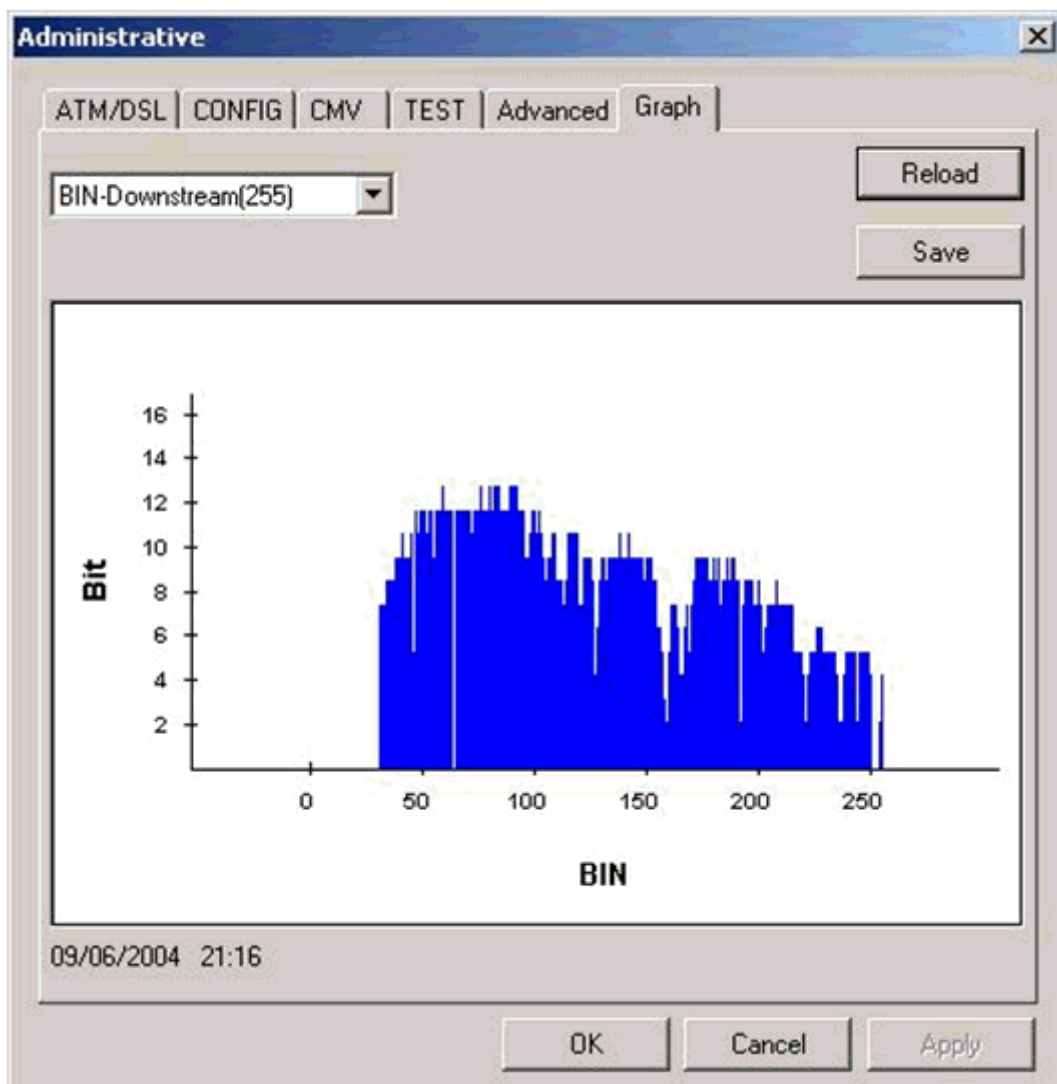 Administrative
ATM/DSL CONFIG CMV TEST Advanced Graph
BIN-Downstream(255)
Reload
Save
16
14
12
10
8
6
4
2
Bit
0 50 100 150 200 250
BIN
09/06/2004 21:16
OK Cancel Apply